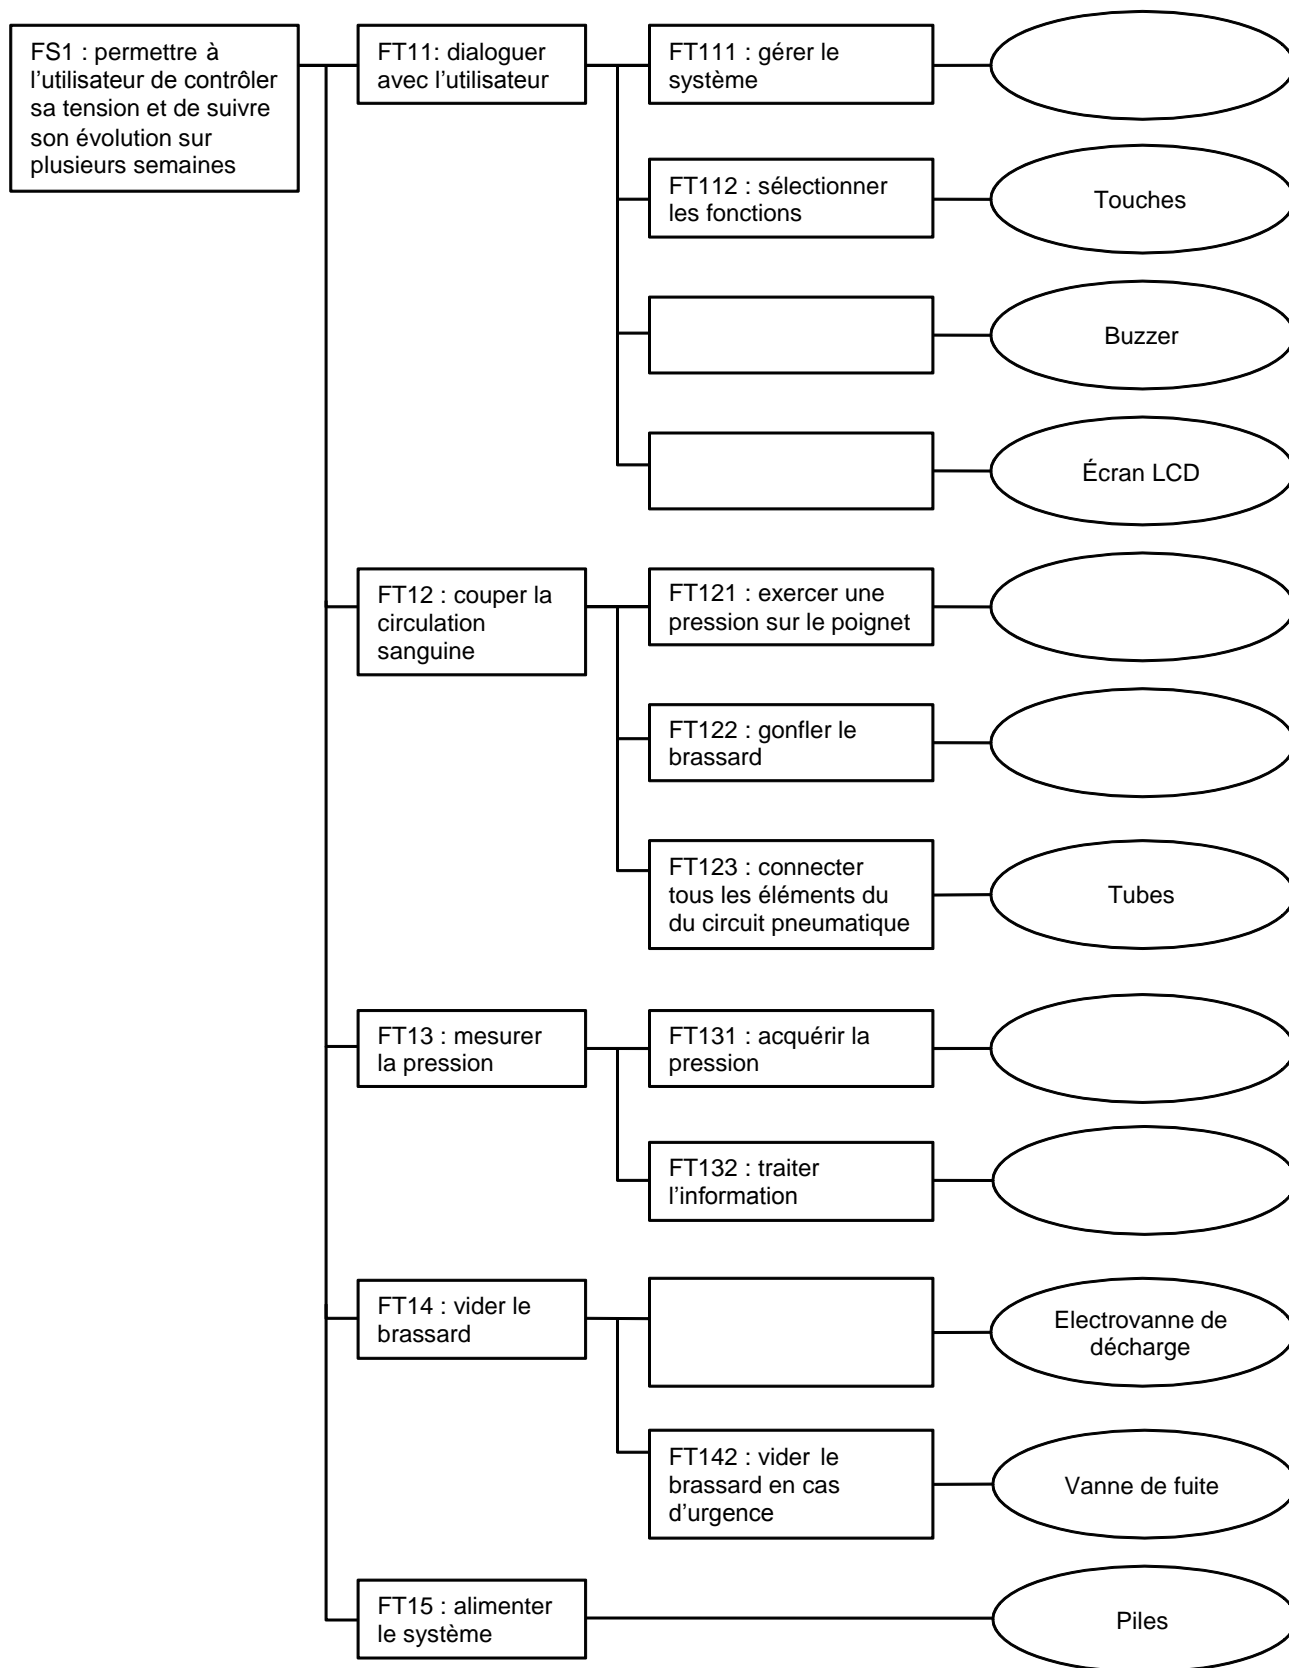 FS1 : permettre à
l’utilisateur de contrôler
sa tension et de suivre
son évolution sur
plusieurs semaines
FT11: dialoguer
avec l’utilisateur
FT111 : gérer le
système
FT112 : sélectionner
les fonctions
Touches
Buzzer
Écran LCD
FT12 : couper la
circulation
sanguine
FT121 : exercer une
pression sur le poignet
FT122 : gonfler le
brassard
FT123 : connecter
tous les éléments du
du circuit pneumatique
Tubes
FT13 : mesurer
la pression
FT131 : acquérir la
pression
FT132 : traiter
l’information
FT14 : vider le
brassard
Electrovanne de
décharge
FT142 : vider le
brassard en cas
d’urgence
Vanne de fuite
FT15 : alimenter
le système
Piles